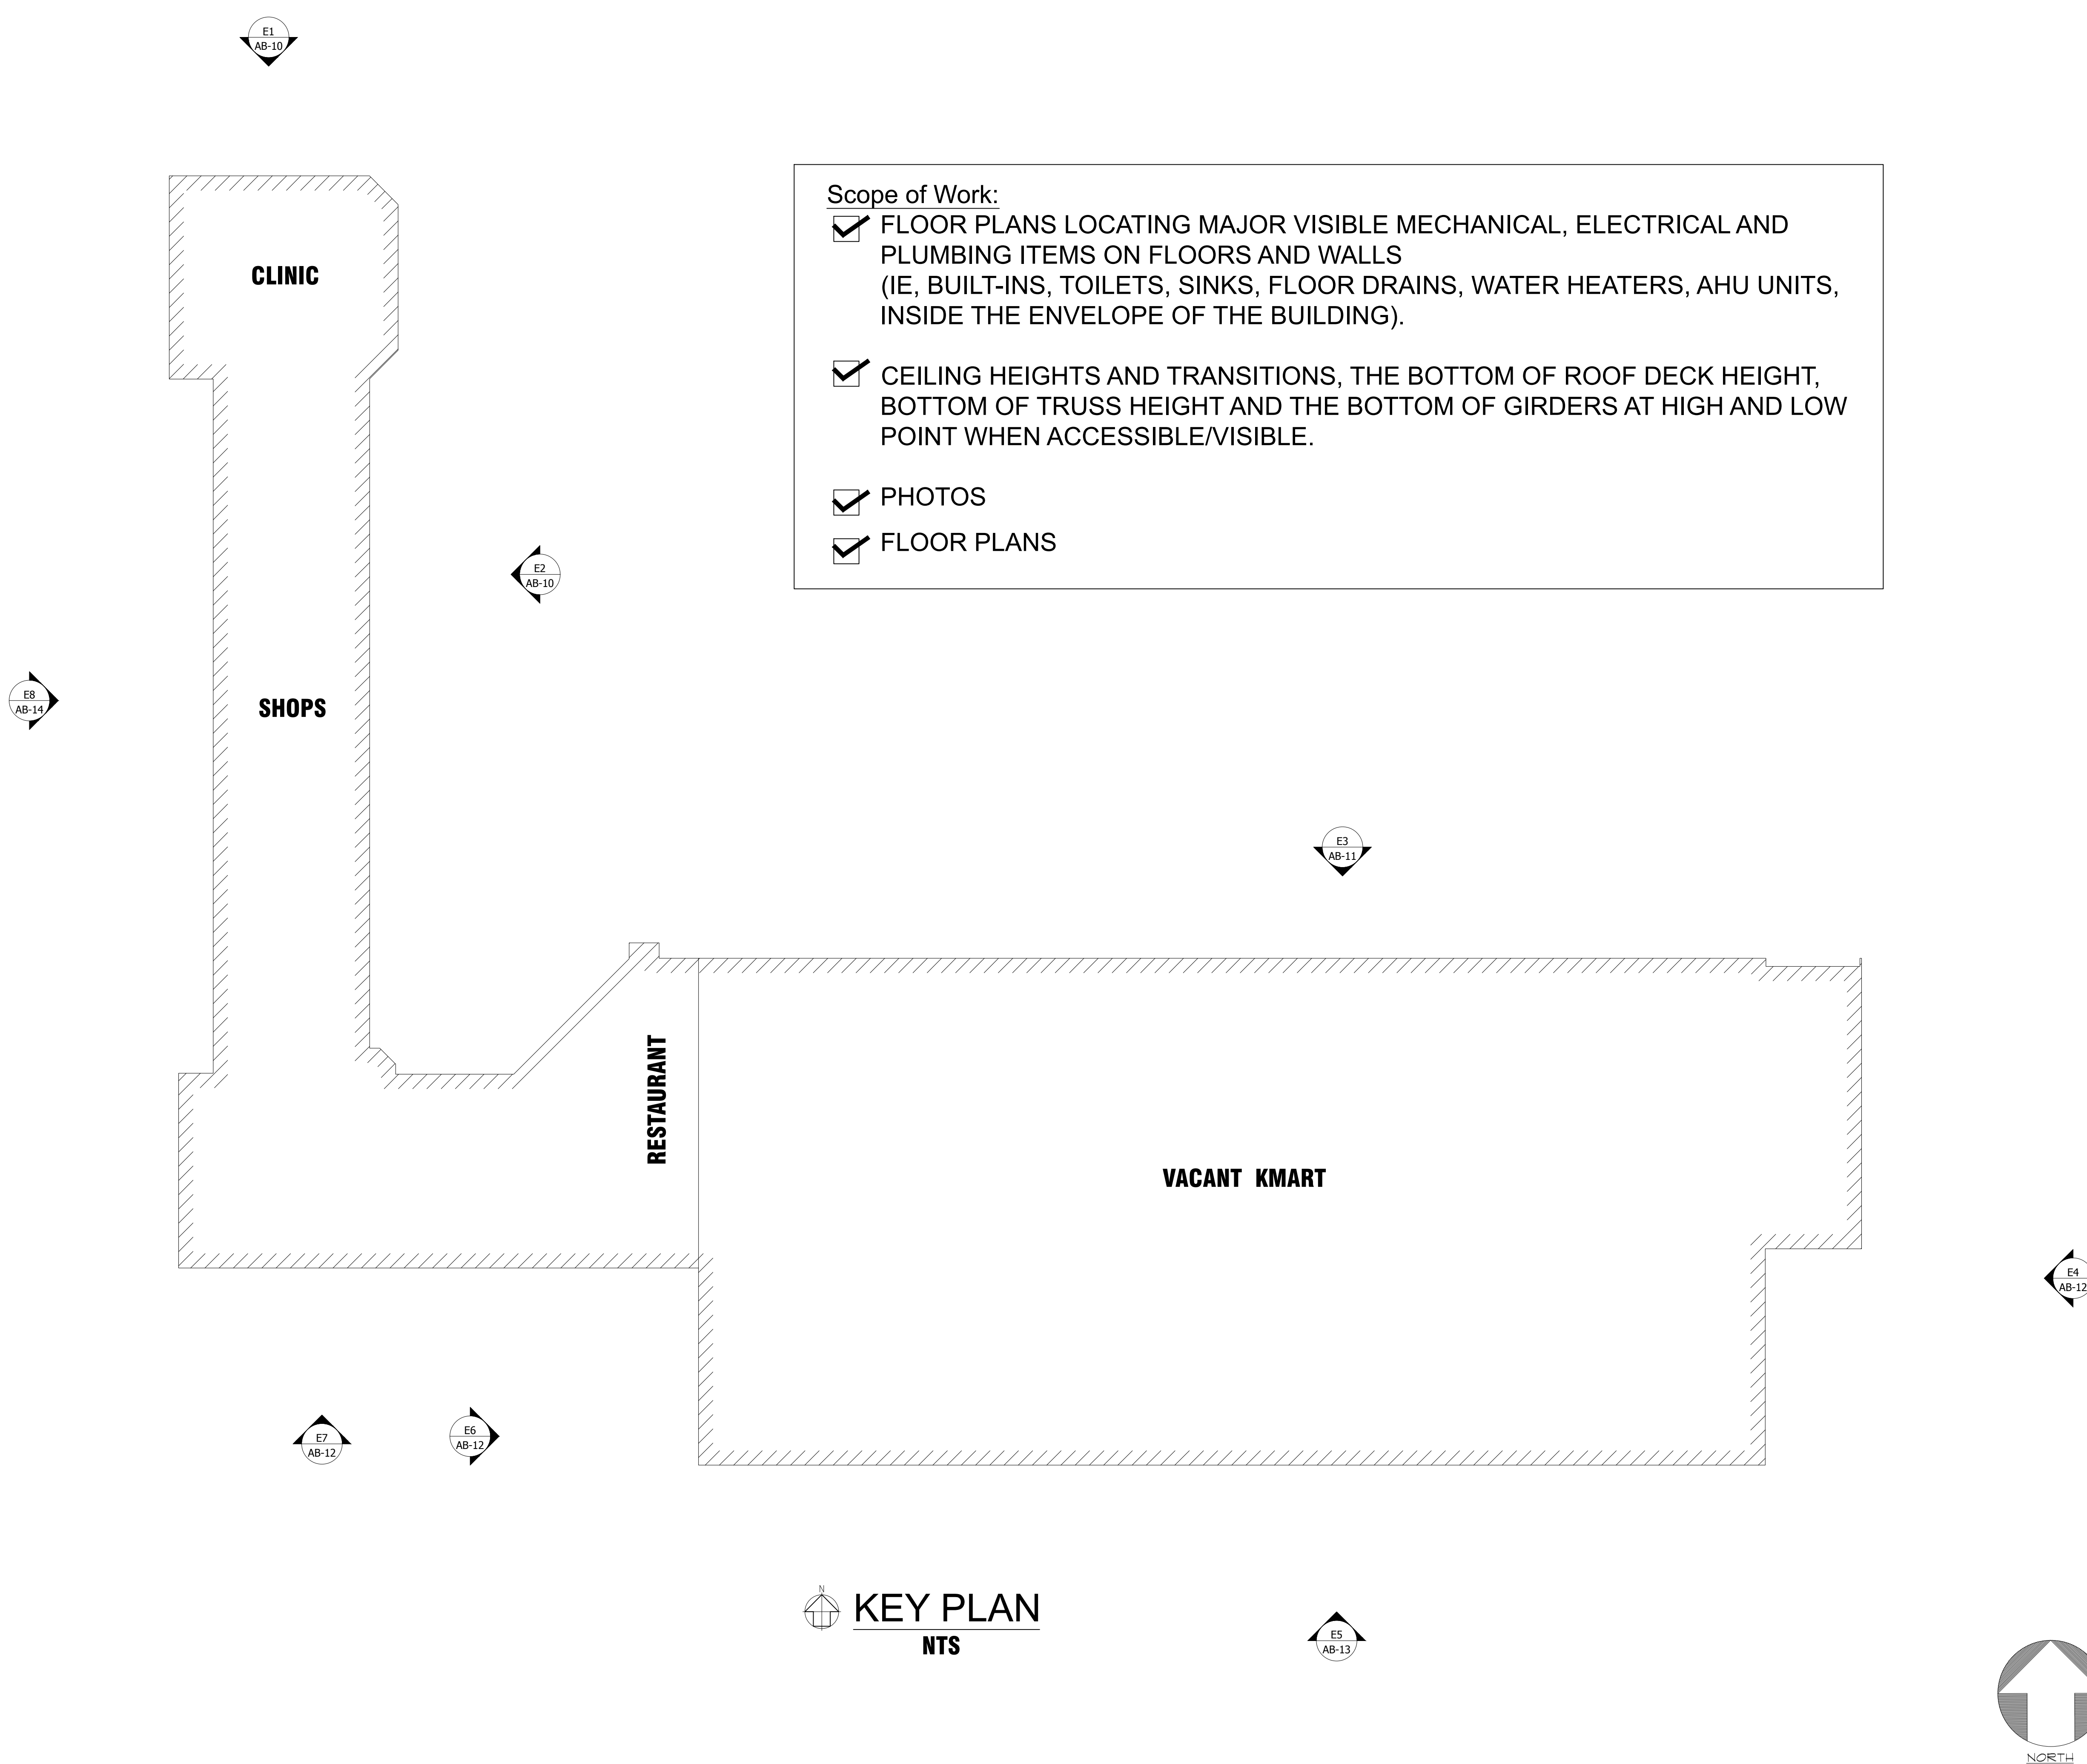 E1
AB-10
Scope of Work:
FLOOR PLANS LOCATING MAJOR VISIBLE MECHANICAL, ELECTRICAL AND
PLUMBING ITEMS ON FLOORS AND WALLS
(IE, BUILT-INS, TOILETS, SINKS, FLOOR DRAINS, WATER HEATERS, AHU UNITS,
INSIDE THE ENVELOPE OF THE BUILDING).
CEILING HEIGHTS AND TRANSITIONS, THE BOTTOM OF ROOF DECK HEIGHT,
BOTTOM OF TRUSS HEIGHT AND THE BOTTOM OF GIRDERS AT HIGH AND LOW
POINT WHEN ACCESSIBLE/VISIBLE.
PHOTOS
FLOOR PLANS
CLINIC
E2
AB-10
E8
AB-14
SHOPS
E3
AB-11
RESTAURANT
VACANT KMART
E4
AB-12
E7
AB-12
E6
AB-12
N
KEY PLAN
NTS
E5
AB-13
NORTH